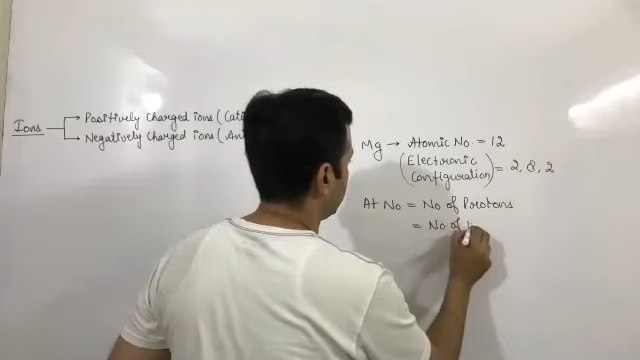 Ions
Positively Charged ions (Cati
Negatively Charged ions (An
Mg → Atomic No. = 12
(Electronic Configuration) = 2, 8, 2
At No = No of Protons
= No. of